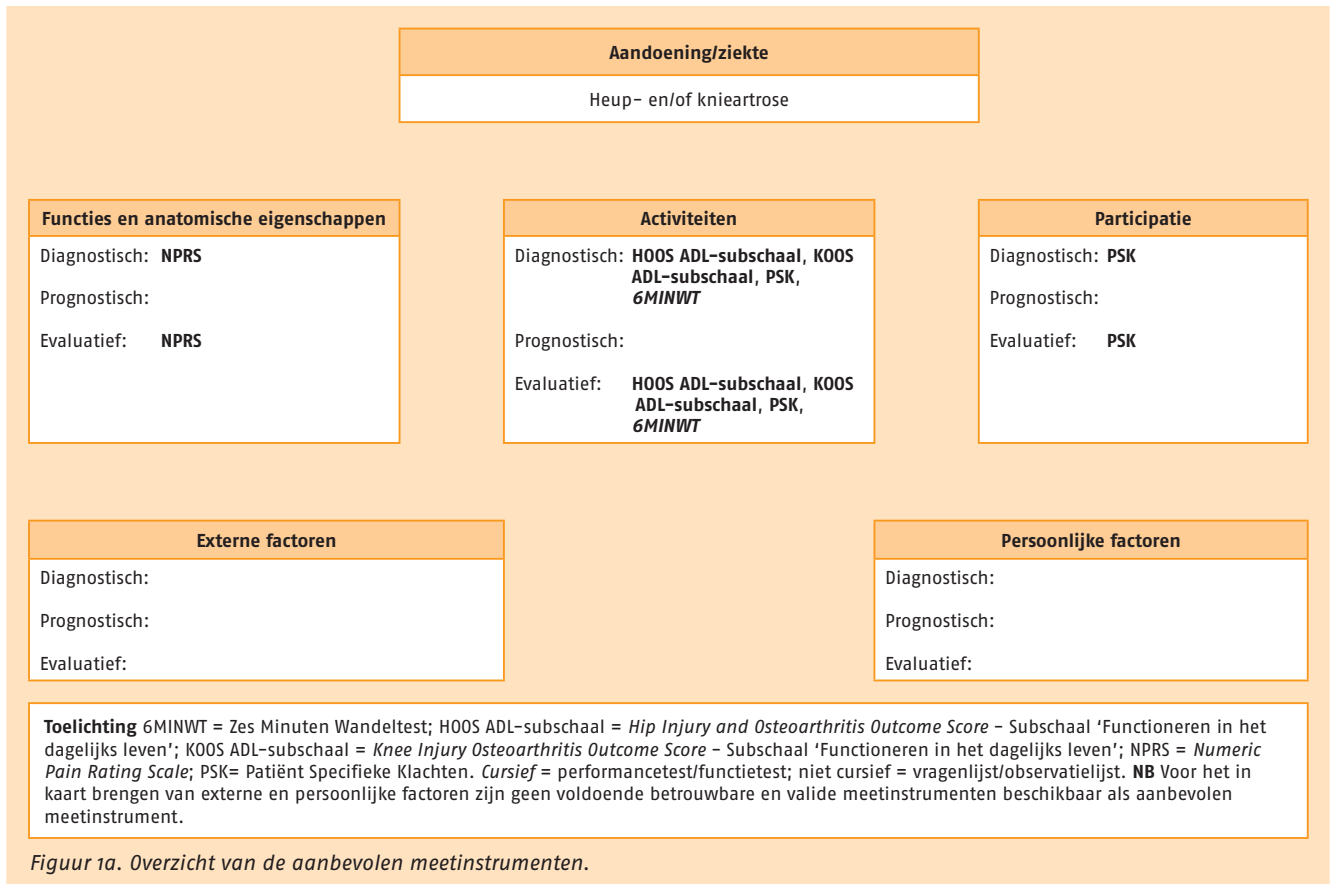 Aandoening/ziekte
Heup- en/of knieartrose
Functies en anatomische eigenschappen
Diagnostisch: NPRS
Prognostisch:
Evaluatief: NPRS
Activiteiten
Diagnostisch: HOOS ADL-subschaal, KOOS
ADL-subschaal, PSK,
6MINWT
Prognostisch:
Evaluatief: HOOS ADL-subschaal, KOOS
ADL-subschaal, PSK,
6MINWT
Participatie
Diagnostisch: PSK
Prognostisch:
Evaluatief: PSK
Externe factoren
Diagnostisch:
Prognostisch:
Evaluatief:
Persoonlijke factoren
Diagnostisch:
Prognostisch:
Evaluatief:
Toelichting 6MINWT = Zes Minuten Wandeltest; HOOS ADL-subschaal = Hip Injury and Osteoarthritis Outcome Score - Subschaal ‘Functioneren in het
dagelijks leven’; KOOS ADL-subschaal = Knee Injury Osteoarthritis Outcome Score - Subschaal ‘Functioneren in het dagelijks leven’; NPRS = Numeric
Pain Rating Scale; PSK= Patiënt Specifieke Klachten. Cursief = performancetest/functietest; niet cursief = vragenlijst/observatielijst. NB Voor het in
kaart brengen van externe en persoonlijke factoren zijn geen voldoende betrouwbare en valide meetinstrumenten beschikbaar als aanbevolen
meetinstrument.
Figuur 1a. Overzicht van de aanbevolen meetinstrumenten.